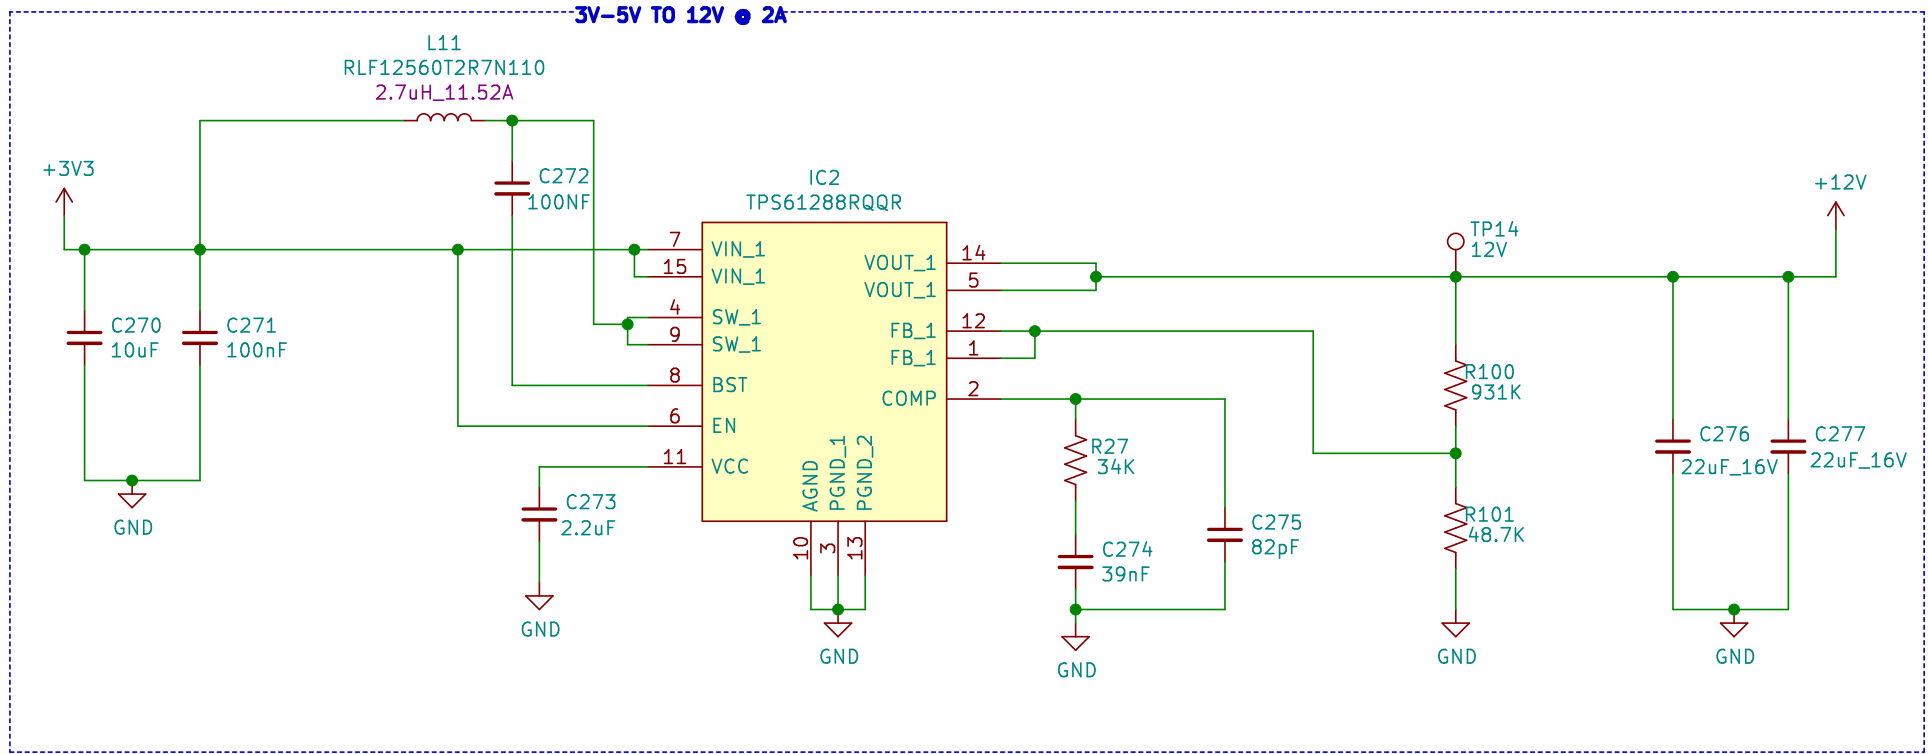 3V-5V TO 12V @ 2A
L11
RLF12560T2R7N110
2.7uH_11.52A
+3V3
C272
100NF
IC2
TPS61288RQQR
+12V
TP14
12V
7
VIN_1
15
VIN_1
4
SW_1
9
SW_1
8
BST
6
EN
11
VCC
VOUT_1
14
VOUT_1
5
FB_1
12
FB_1
1
COMP
2
AGND
PGND_1
PGND_2
10
3
13
C270
10uF
C271
100nF
GND
C273
2.2uF
GND
GND
R27
34K
C274
39nF
C275
82pF
GND
R100
931K
R101
48.7K
GND
C276
22uF_16V
C277
22uF_16V
GND